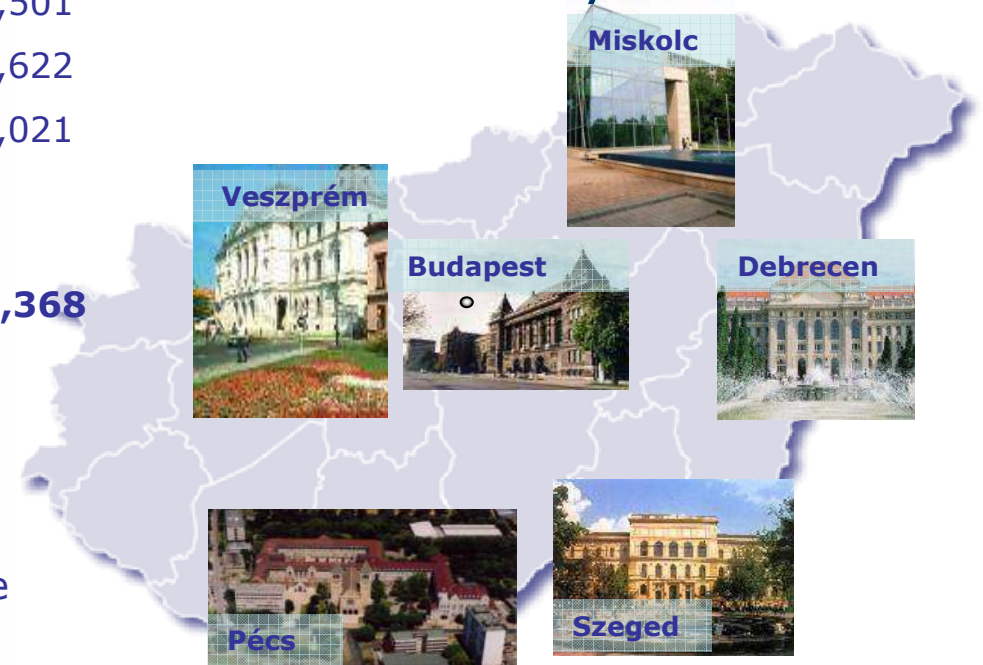 ,501
,622
,021
,368
e
Miskolc
Veszprém
Budapest
Debrecen
Pécs
Szeged